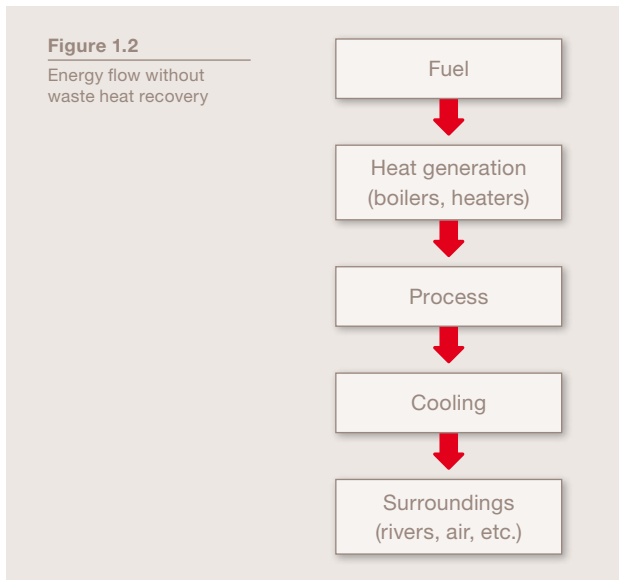 Figure 1.2
Energy flow without
waste heat recovery
Fuel
Heat generation
(boilers, heaters)
Process
Cooling
Surroundings
(rivers, air, etc.)